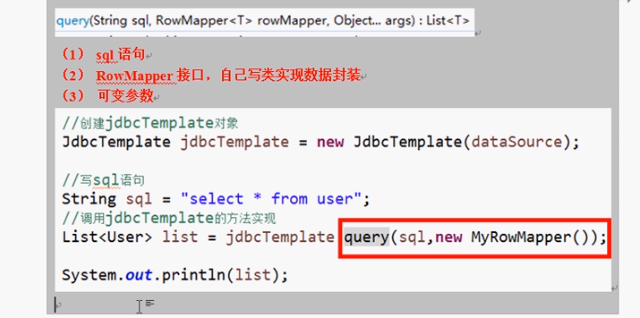 query(String sql, RowMapper<T> rowMapper, Object... args) : List<T>
（1） sql 语句
（2） RowMapper 接口，自己写类实现数据封装
（3） 可变参数
//创建jdbcTemplate对象
JdbcTemplate jdbcTemplate = new JdbcTemplate(dataSource);
//写sql语句
String sql = "select * from user";
//调用jdbcTemplate的方法实现
List<User> list = jdbcTemplate.query(sql,new MyRowMapper());
System.out.println(list);